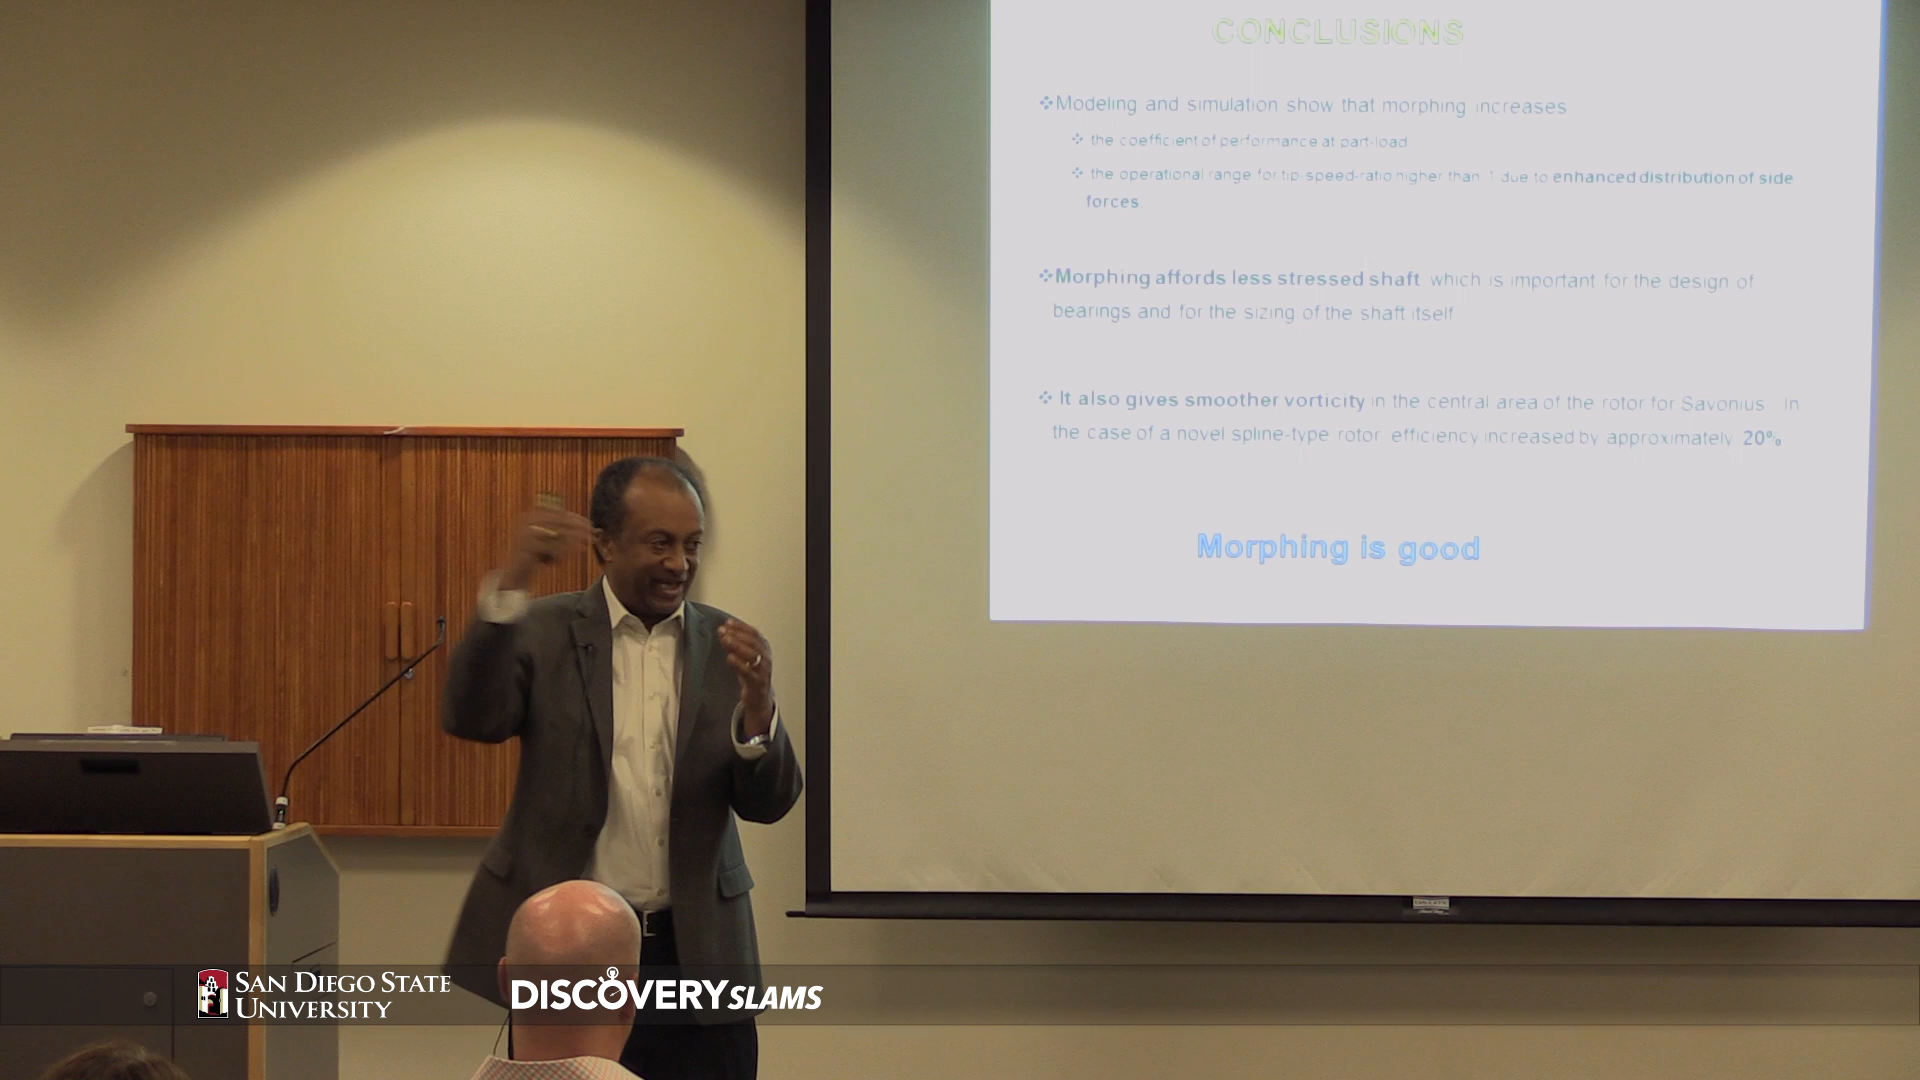 CONCLUSIONS
❖Modeling and simulation show that morphing increases
❖ the coefficient of performance at part-load
❖ the operational range for tip-speed-ratio higher than 1 due to enhanced distribution of side
forces
❖Morphing affords less stressed shaft which is important for the design of
bearings and for the sizing of the shaft itself
❖ It also gives smoother vorticity in the central area of the rotor for Savonius In
the case of a novel spline-type rotor efficiency increased by approximately 20%
Morphing is good
SAN DIEGO STATE
UNIVERSITY
DISCOVERY SLAMS